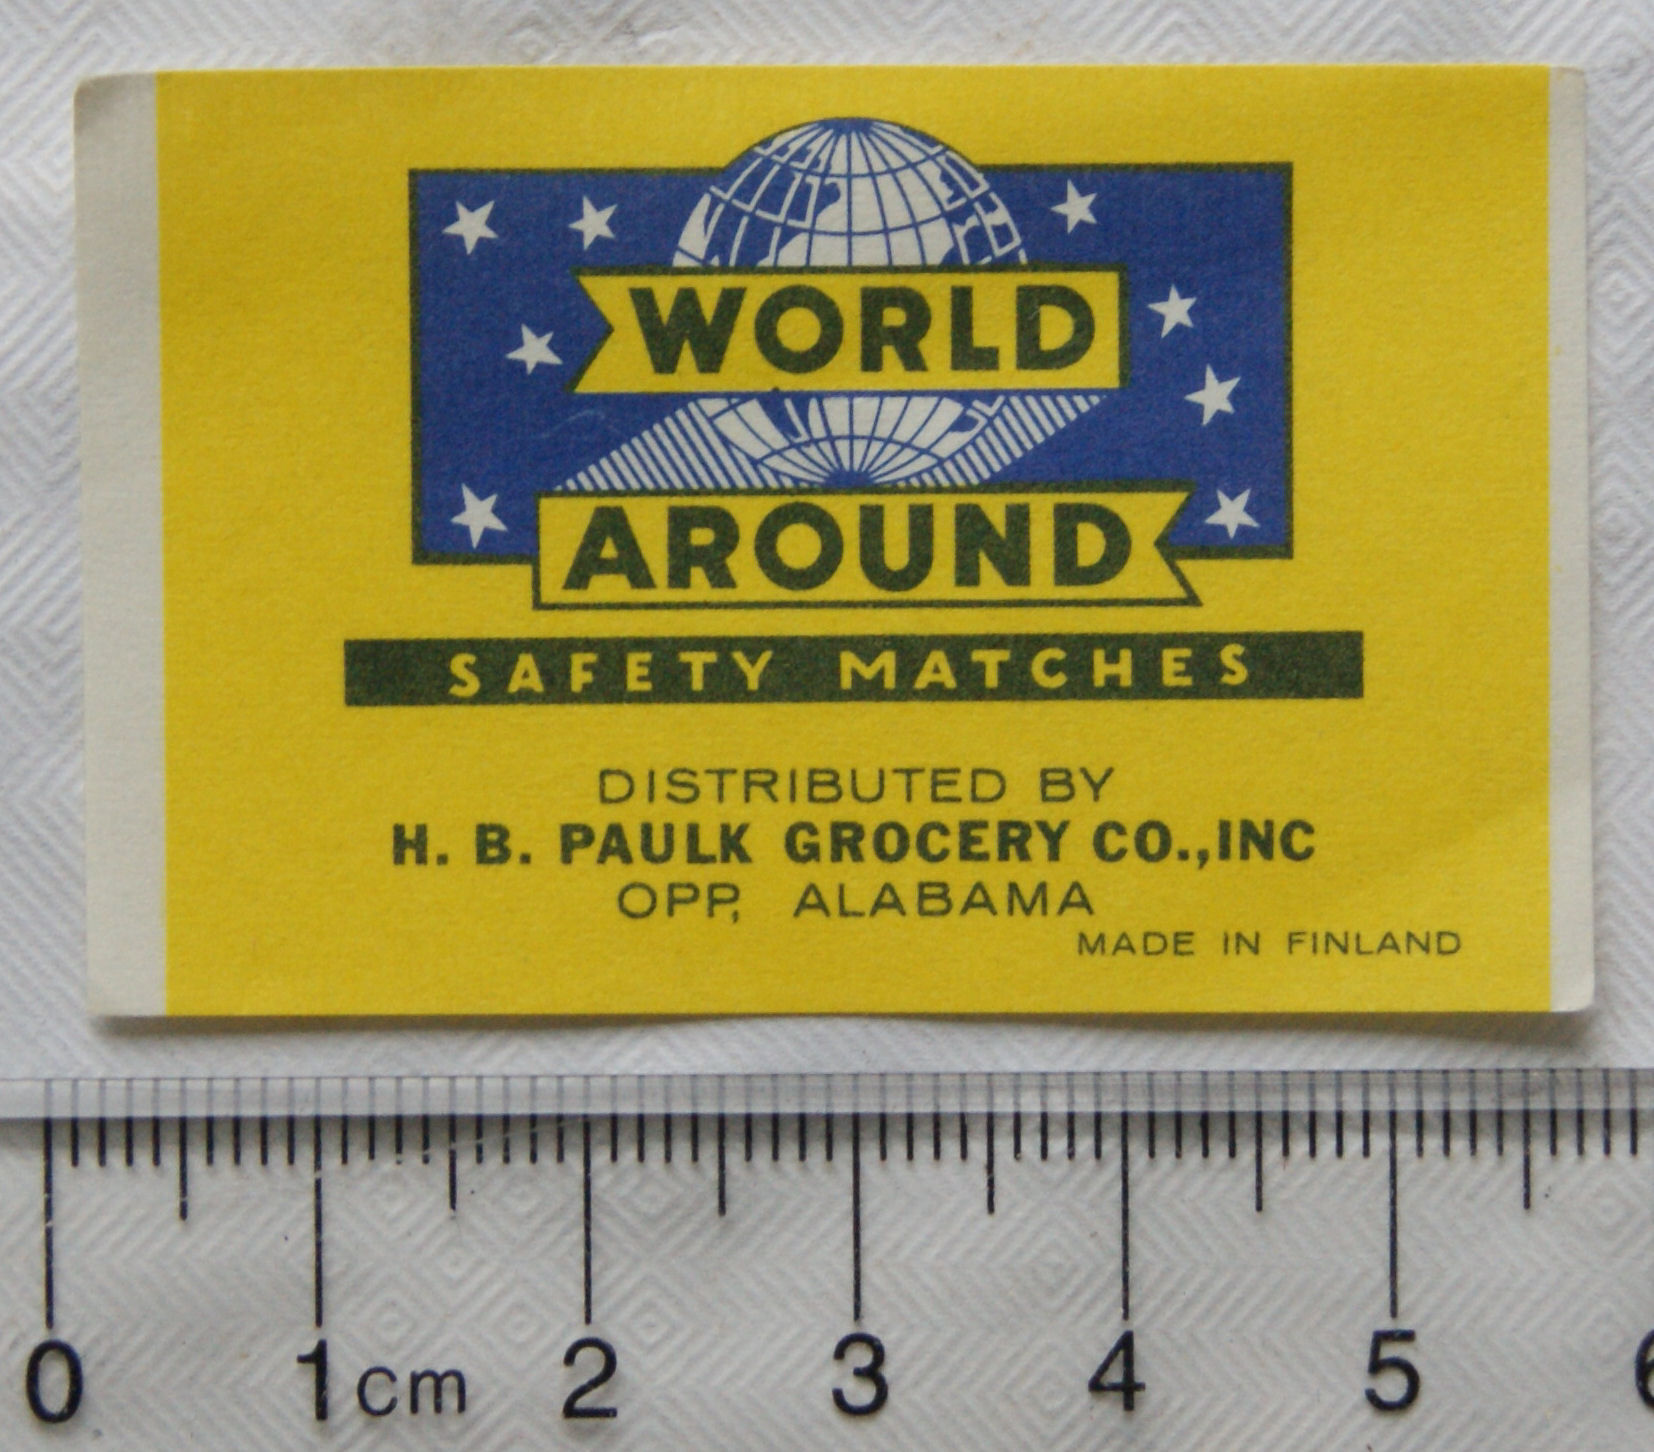 WORLD
AROUND
SAFETY MATCHES
DISTRIBUTED BY
H. B. PAULK GROCERY CO., INC
OPP, ALABAMA
MADE IN FINLAND
0 1cm 2 3 4 5 6